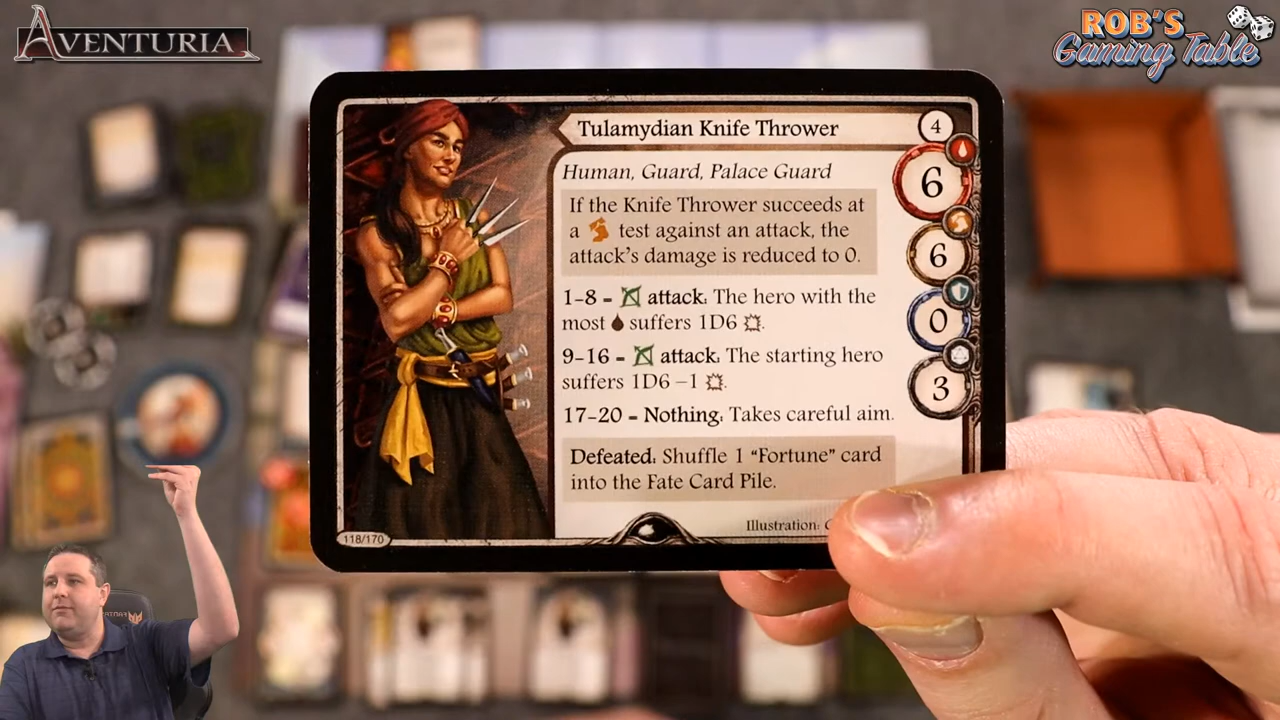 AVENTURIA
ROB'S
Gaming Table
Tulamydian Knife Thrower
4
Human, Guard, Palace Guard
6
If the Knife Thrower succeeds at
a test against an attack, the
attack's damage is reduced to 0.
6
1-8 = attack: The hero with the
most suffers 1D6 .
0
9-16 = attack: The starting hero
suffers 1D6 –1 .
3
17-20 = Nothing: Takes careful aim.
Defeated: Shuffle 1 “Fortune” card
into the Fate Card Pile.
Illustration:
118/170